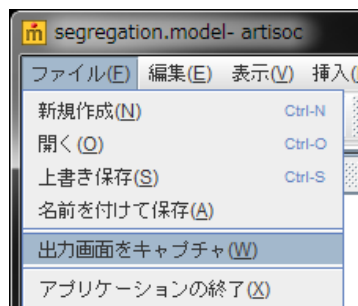 segregation.model- artisoc
ファイル(F) 編集(E) 表示(V) 挿入(
新規作成(N) Ctrl-N
開く(O) Ctrl-O
上書き保存(S) Ctrl-S
名前を付けて保存(A)
出力画面をキャプチャ(W)
アプリケーションの終了(X)